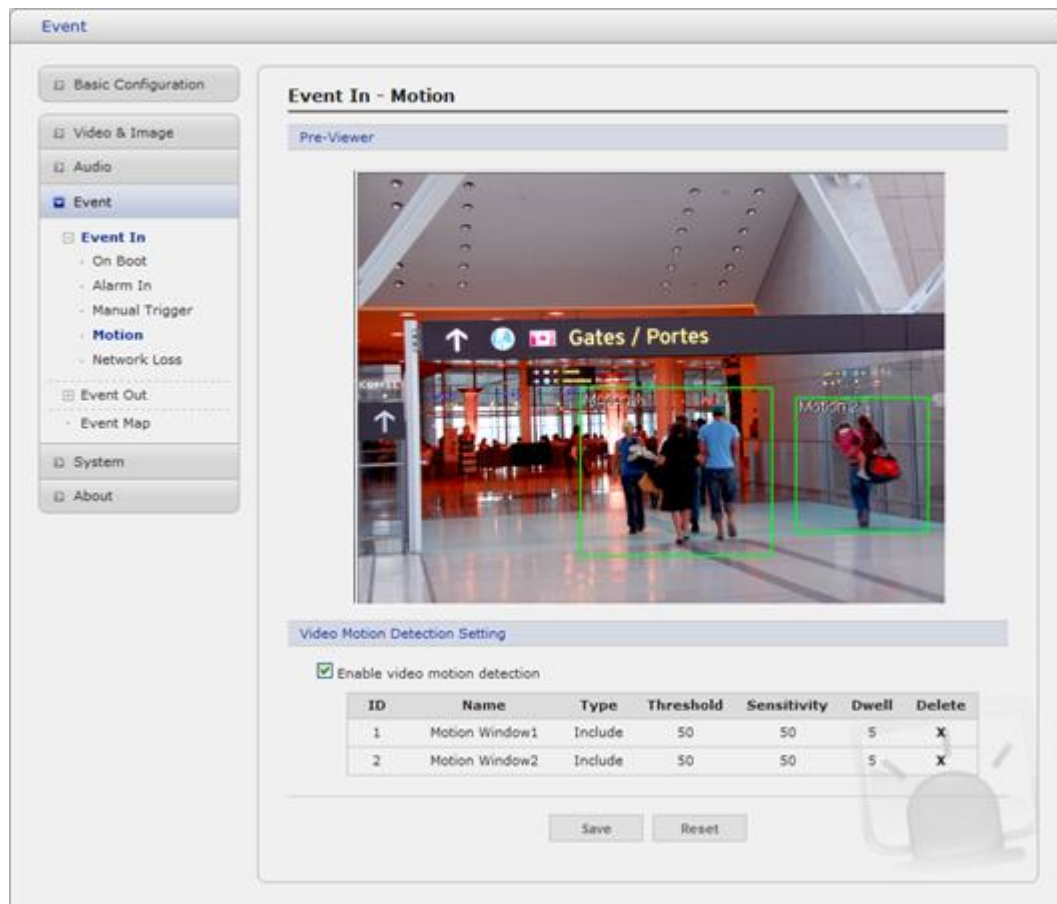 Event
Basic Configuration
Video & Image
Audio
Event
Event In
On Boot
Alarm In
Manual Trigger
Motion
Network Loss
Event Out
Event Map
System
About
Event In - Motion
Pre-Viewer
Gates / Portes
Motion 2
Video Motion Detection Setting
Enable video motion detection
ID Name Type Threshold Sensitivity Dwell Delete
1 Motion Window1 Include 50 50 5 X
2 Motion Window2 Include 50 50 5 X
Save Reset